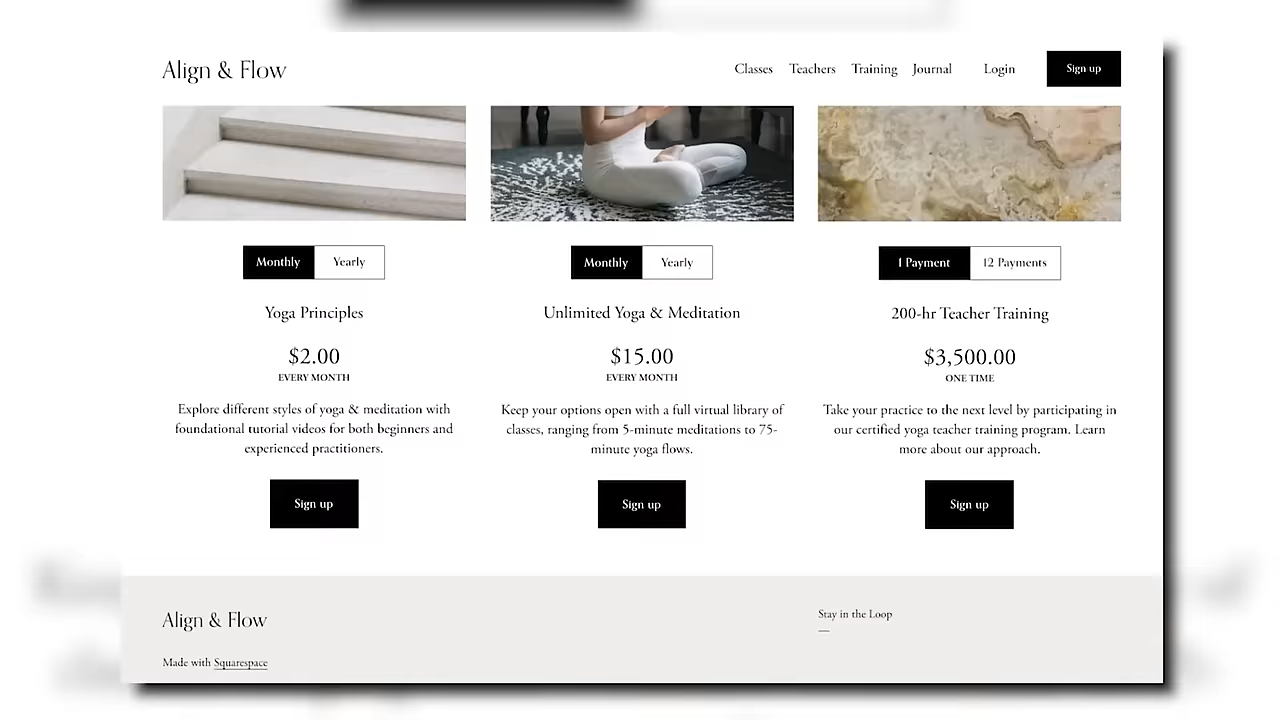 Align & Flow
Classes Teachers Training Journal Login Sign up
Monthly Yearly
Yoga Principles
$2.00
EVERY MONTH
Explore different styles of yoga & meditation with
foundational tutorial videos for both beginners and
experienced practitioners.
Sign up
Monthly Yearly
Unlimited Yoga & Meditation
$15.00
EVERY MONTH
Keep your options open with a full virtual library of
classes, ranging from 5-minute meditations to 75-
minute yoga flows.
Sign up
1 Payment 12 Payments
200-hr Teacher Training
$3,500.00
ONE TIME
Take your practice to the next level by participating in
our certified yoga teacher training program. Learn
more about our approach.
Sign up
Align & Flow
Made with Squarespace
Stay in the Loop
—